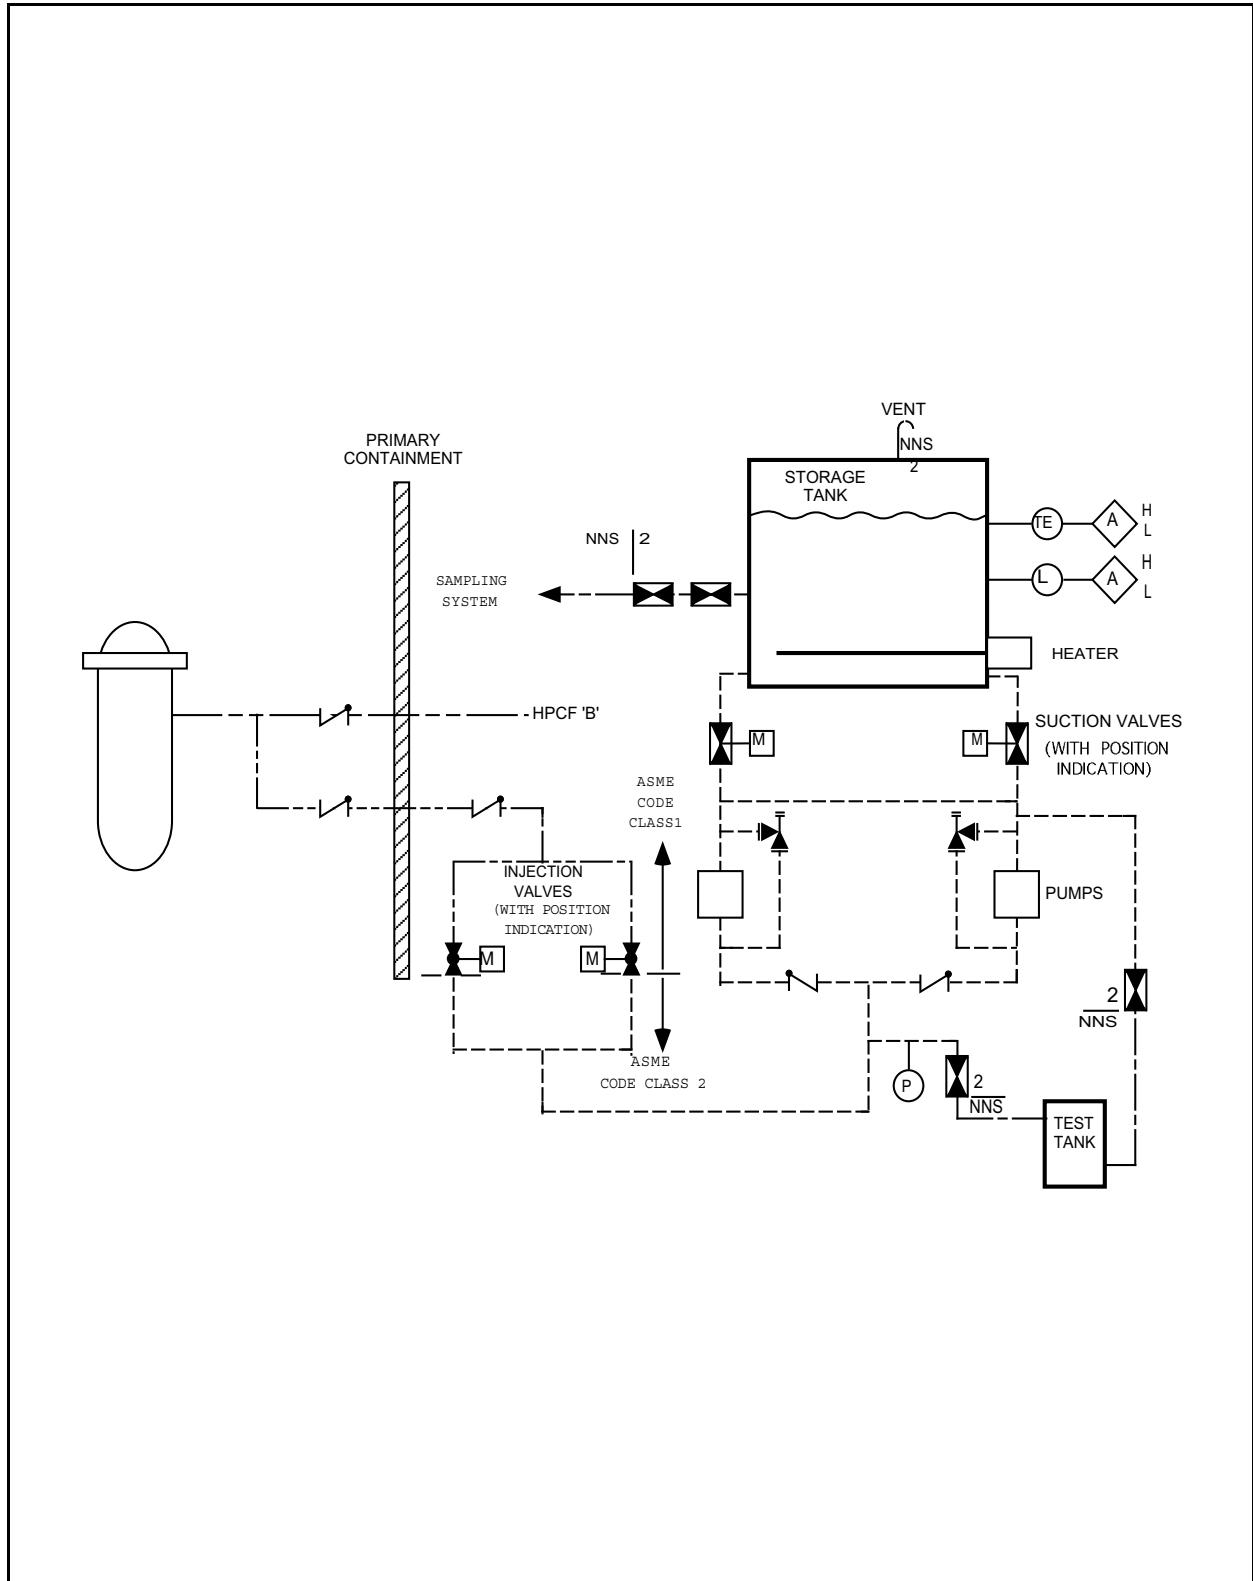 VENT
NNS
2
PRIMARY
CONTAINMENT
STORAGE
TANK
TE
A
H
L
NNS 2
L
A
H
L
SAMPLING
SYSTEM
HEATER
HPCF 'B'
M
M
SUCTION VALVES
(WITH POSITION
INDICATION)
ASME
CODE
CLASS1
INJECTION
VALVES
(WITH POSITION
INDICATION)
PUMPS
M
M
2
NNS
ASME
CODE CLASS 2
P
2
NNS
TEST
TANK